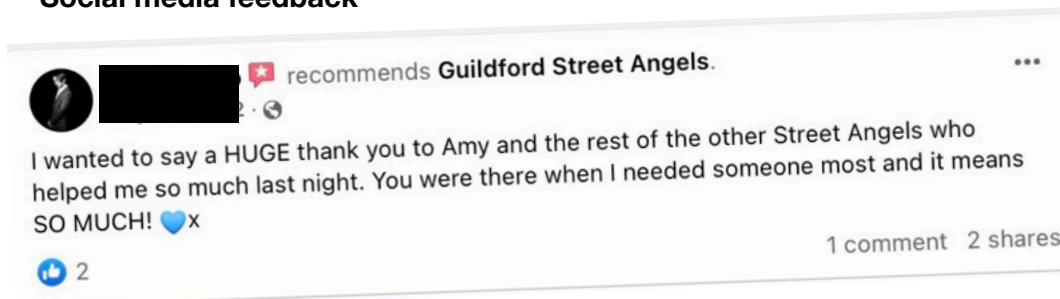 Social media feedback
recommends Guildford Street Angels.
2 ·
I wanted to say a HUGE thank you to Amy and the rest of the other Street Angels who
helped me so much last night. You were there when I needed someone most and it means
SO MUCH! 💙x
2
1 comment 2 shares